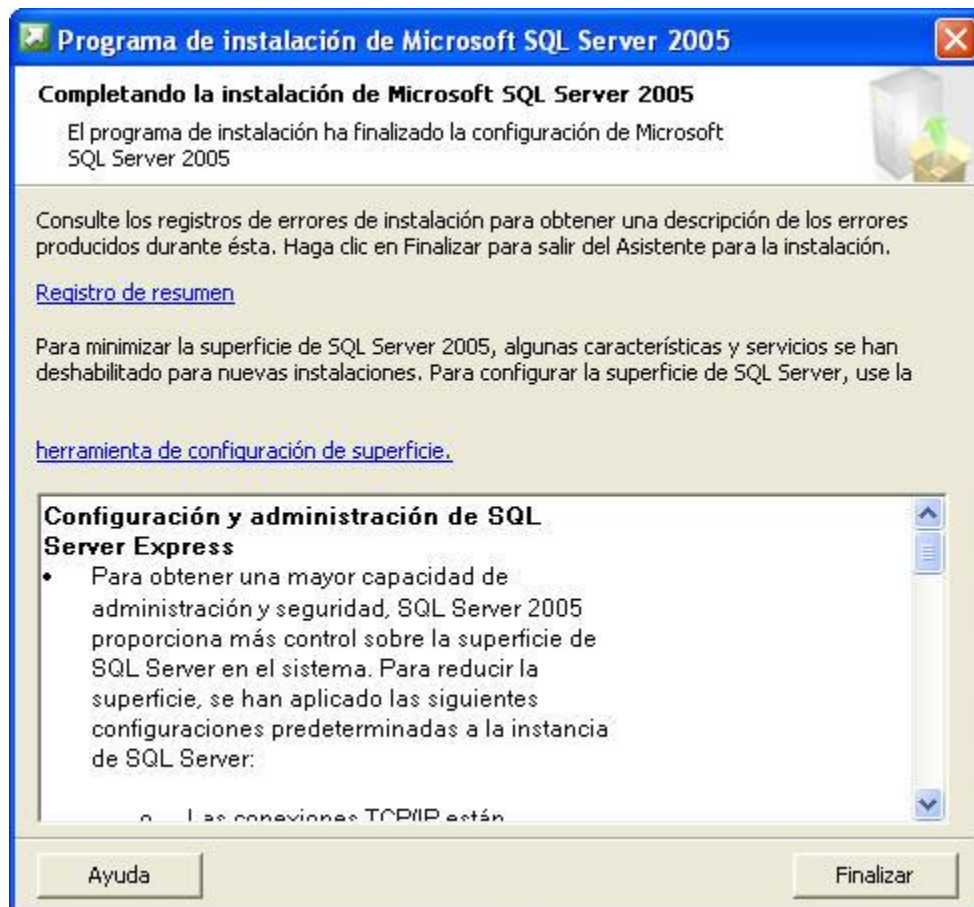 Programa de instalación de Microsoft SQL Server 2005
Completando la instalación de Microsoft SQL Server 2005
El programa de instalación ha finalizado la configuración de Microsoft
SQL Server 2005
Consulte los registros de errores de instalación para obtener una descripción de los errores
producidos durante ésta. Haga clic en Finalizar para salir del Asistente para la instalación.
Registro de resumen
Para minimizar la superficie de SQL Server 2005, algunas características y servicios se han
deshabilitado para nuevas instalaciones. Para configurar la superficie de SQL Server, use la
herramienta de configuración de superficie.
Configuración y administración de SQL
Server Express
• Para obtener una mayor capacidad de
administración y seguridad, SQL Server 2005
proporciona más control sobre la superficie de
SQL Server en el sistema. Para reducir la
superficie, se han aplicado las siguientes
configuraciones predeterminadas a la instancia
de SQL Server:
o Las conexiones TCP/IP están
Ayuda
Finalizar